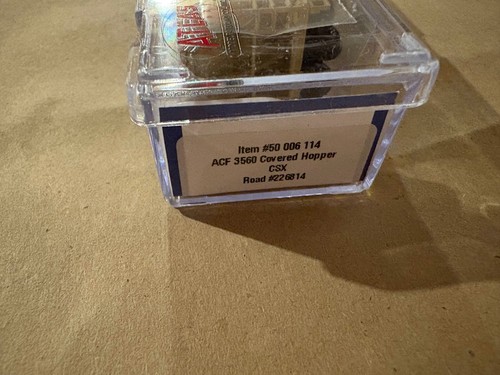 Item #50 006 114
ACF 3560 Covered Hopper
CSX
Road #226814